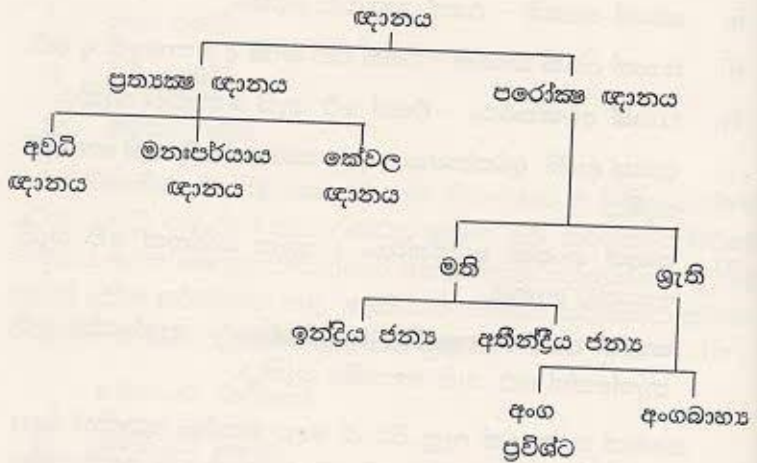 ඥානය
ප්‍රත්‍යක්ෂ ඥානය
පරෝක්ෂ ඥානය
අවධි ඥානය
මනඃපර්යාය ඥානය
කේවල ඥානය
මති
ශ්‍රැති
ඉන්ද්‍රිය ජන්‍ය
අතීන්ද්‍රීය ජන්‍ය
අංග ප්‍රවිශ්ට
අංගබාහ්‍ය